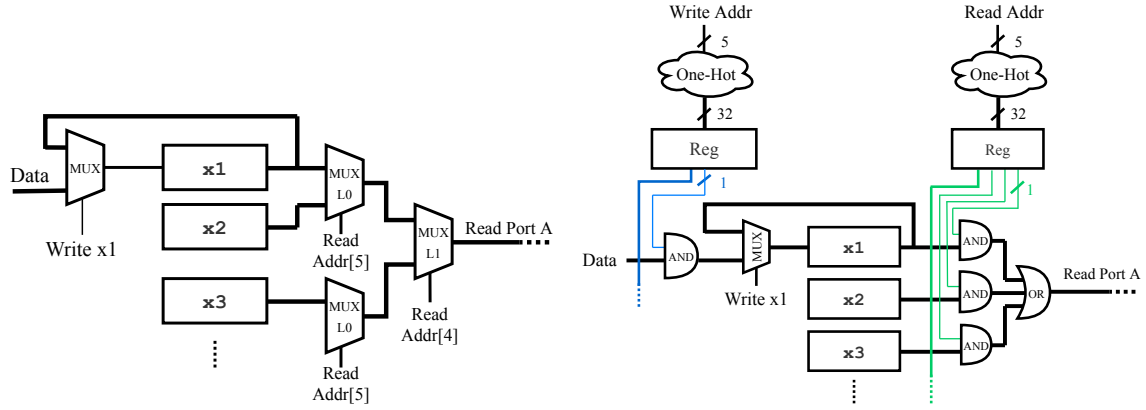 Data
MUX
Write x1
x1
x2
x3
MUX
L0
Read
Addr[5]
MUX
L0
Read
Addr[5]
MUX
L1
Read
Addr[4]
Read Port A
Write Addr
5
One-Hot
32
Reg
1
Data
AND
MUX
Write x1
x1
x2
x3
Read Addr
5
One-Hot
32
Reg
1
AND
AND
AND
OR
Read Port A